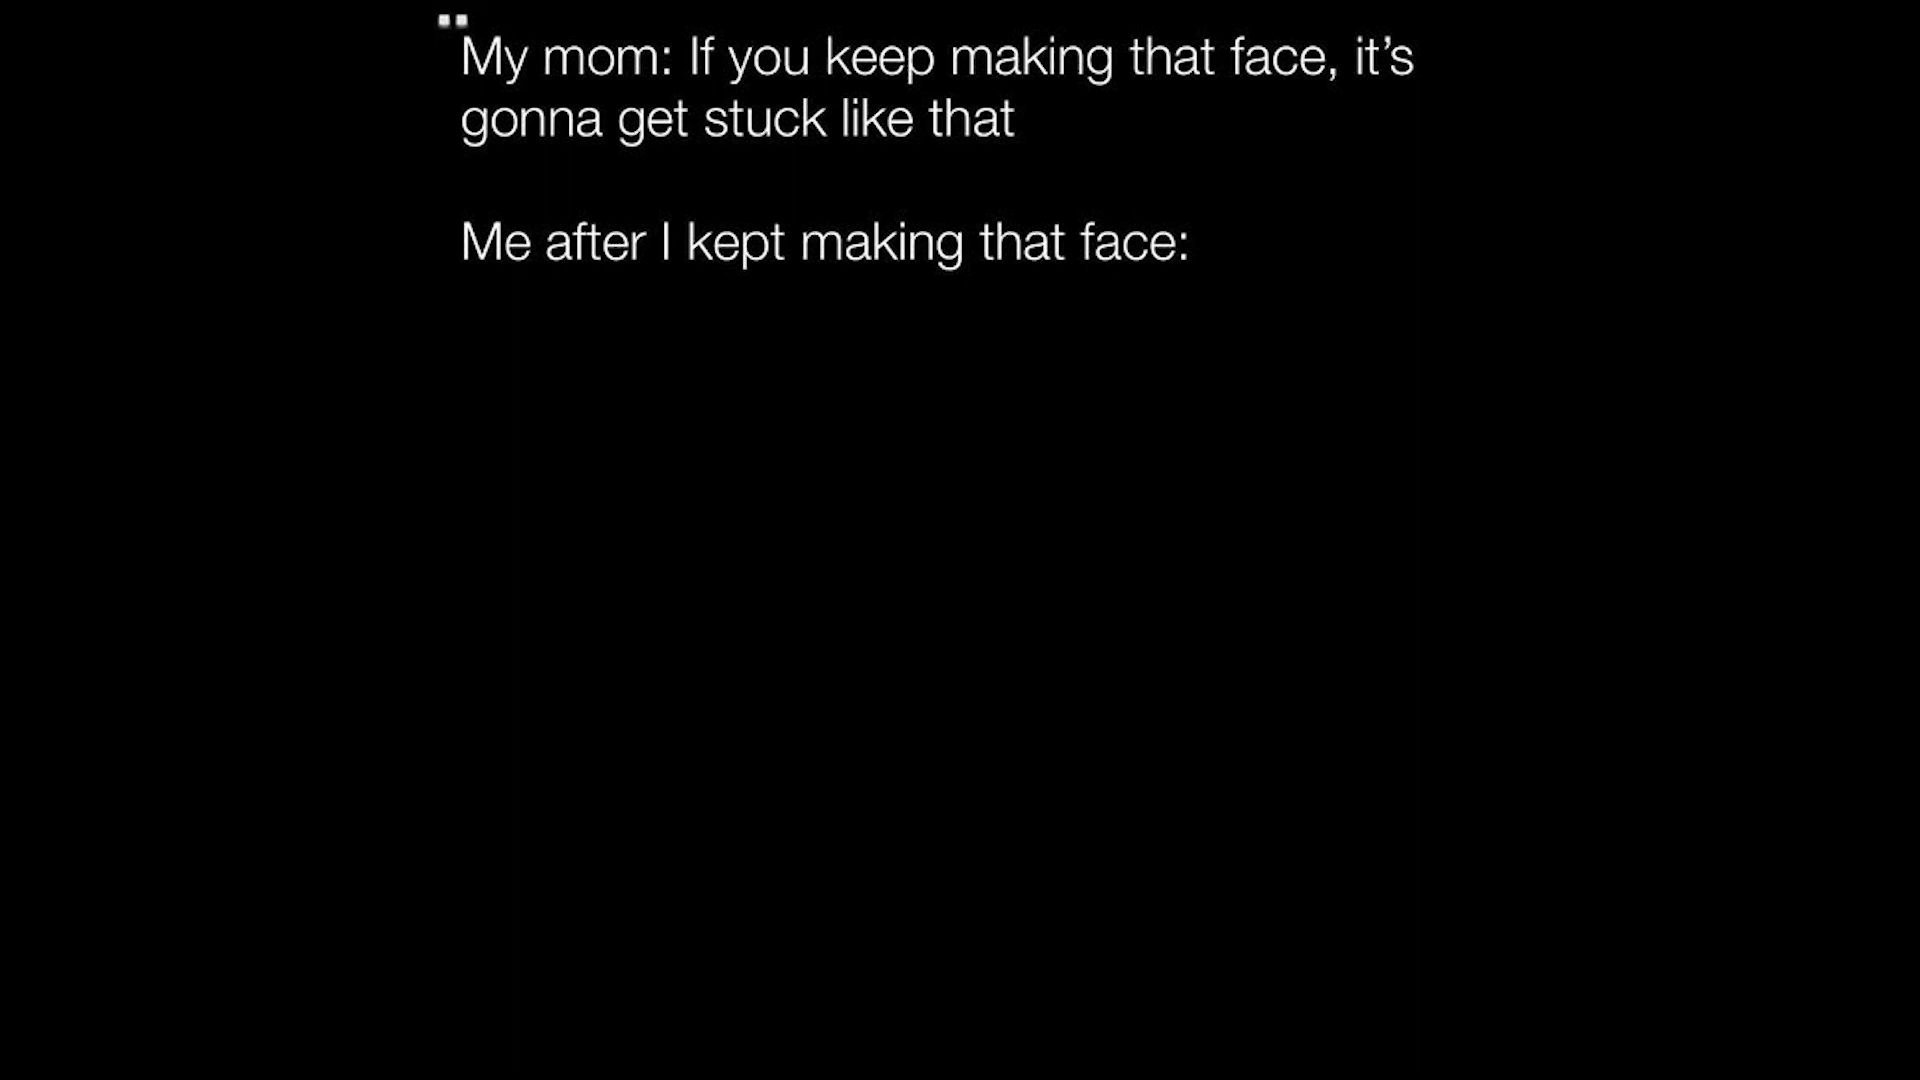 My mom: If you keep making that face, it’s
gonna get stuck like that
Me after I kept making that face: